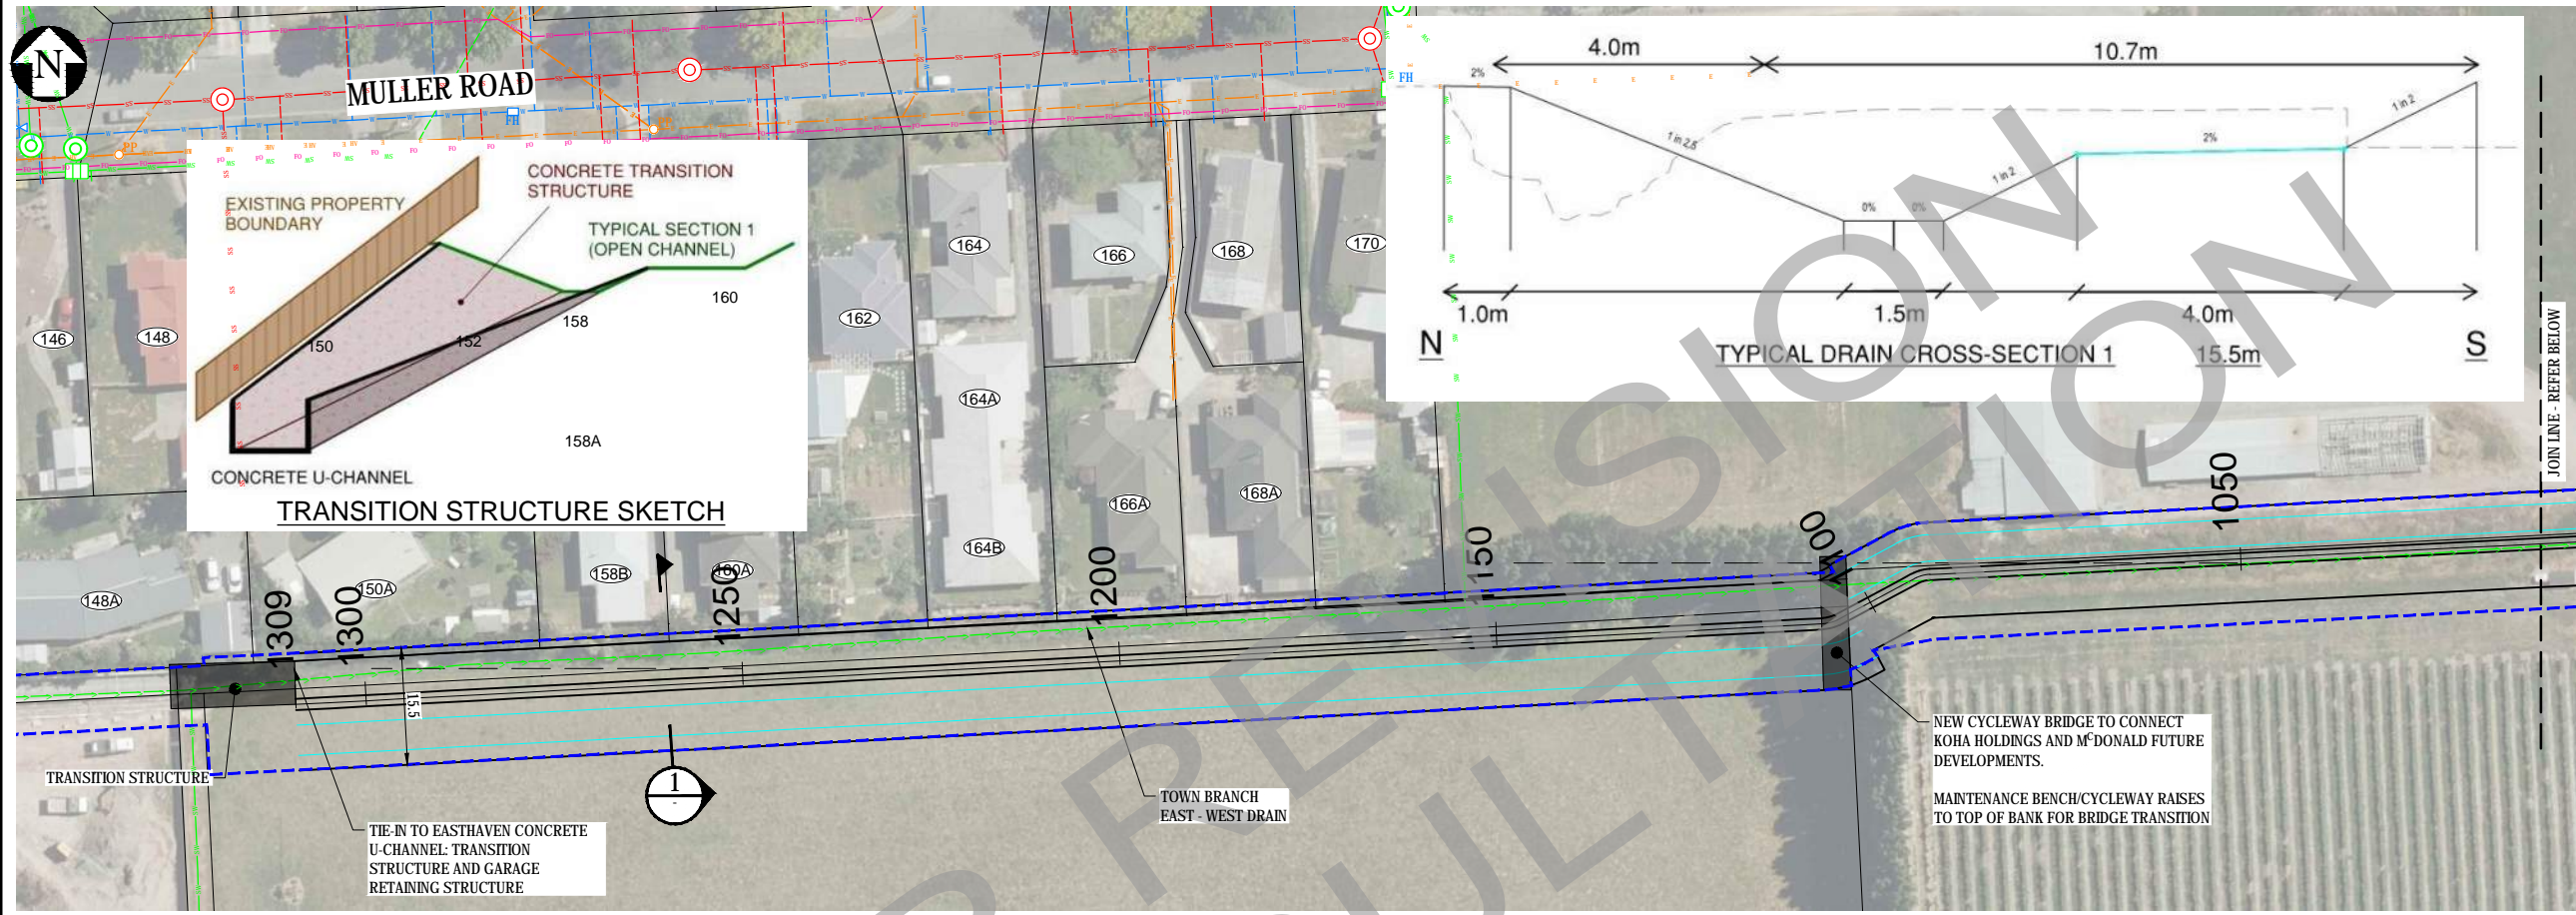 N
MULLER ROAD
PP
FH
FH
EXISTING PROPERTY
BOUNDARY
CONCRETE TRANSITION
STRUCTURE
TYPICAL SECTION 1
(OPEN CHANNEL)
150
152
158
160
158A
CONCRETE U-CHANNEL
TRANSITION STRUCTURE SKETCH
4.0m
10.7m
2%
1 in 2.5
0%
0%
1 in 2
2%
1 in 2
1.0m
1.5m
4.0m
N
TYPICAL DRAIN CROSS-SECTION 1
15.5m
S
JOIN LINE - REFER BELOW
146
148
162
164
166
168
170
164A
166A
168A
164B
148A
150A
158B
160A
1309
1300
1250
1200
1050
15.5
1
-
TRANSITION STRUCTURE
TIE-IN TO EASTHAVEN CONCRETE
U-CHANNEL: TRANSITION
STRUCTURE AND GARAGE
RETAINING STRUCTURE
TOWN BRANCH
EAST - WEST DRAIN
NEW CYCLEWAY BRIDGE TO CONNECT
KOHA HOLDINGS AND MCDONALD FUTURE
DEVELOPMENTS.
MAINTENANCE BENCH/CYCLEWAY RAISES
TO TOP OF BANK FOR BRIDGE TRANSITION